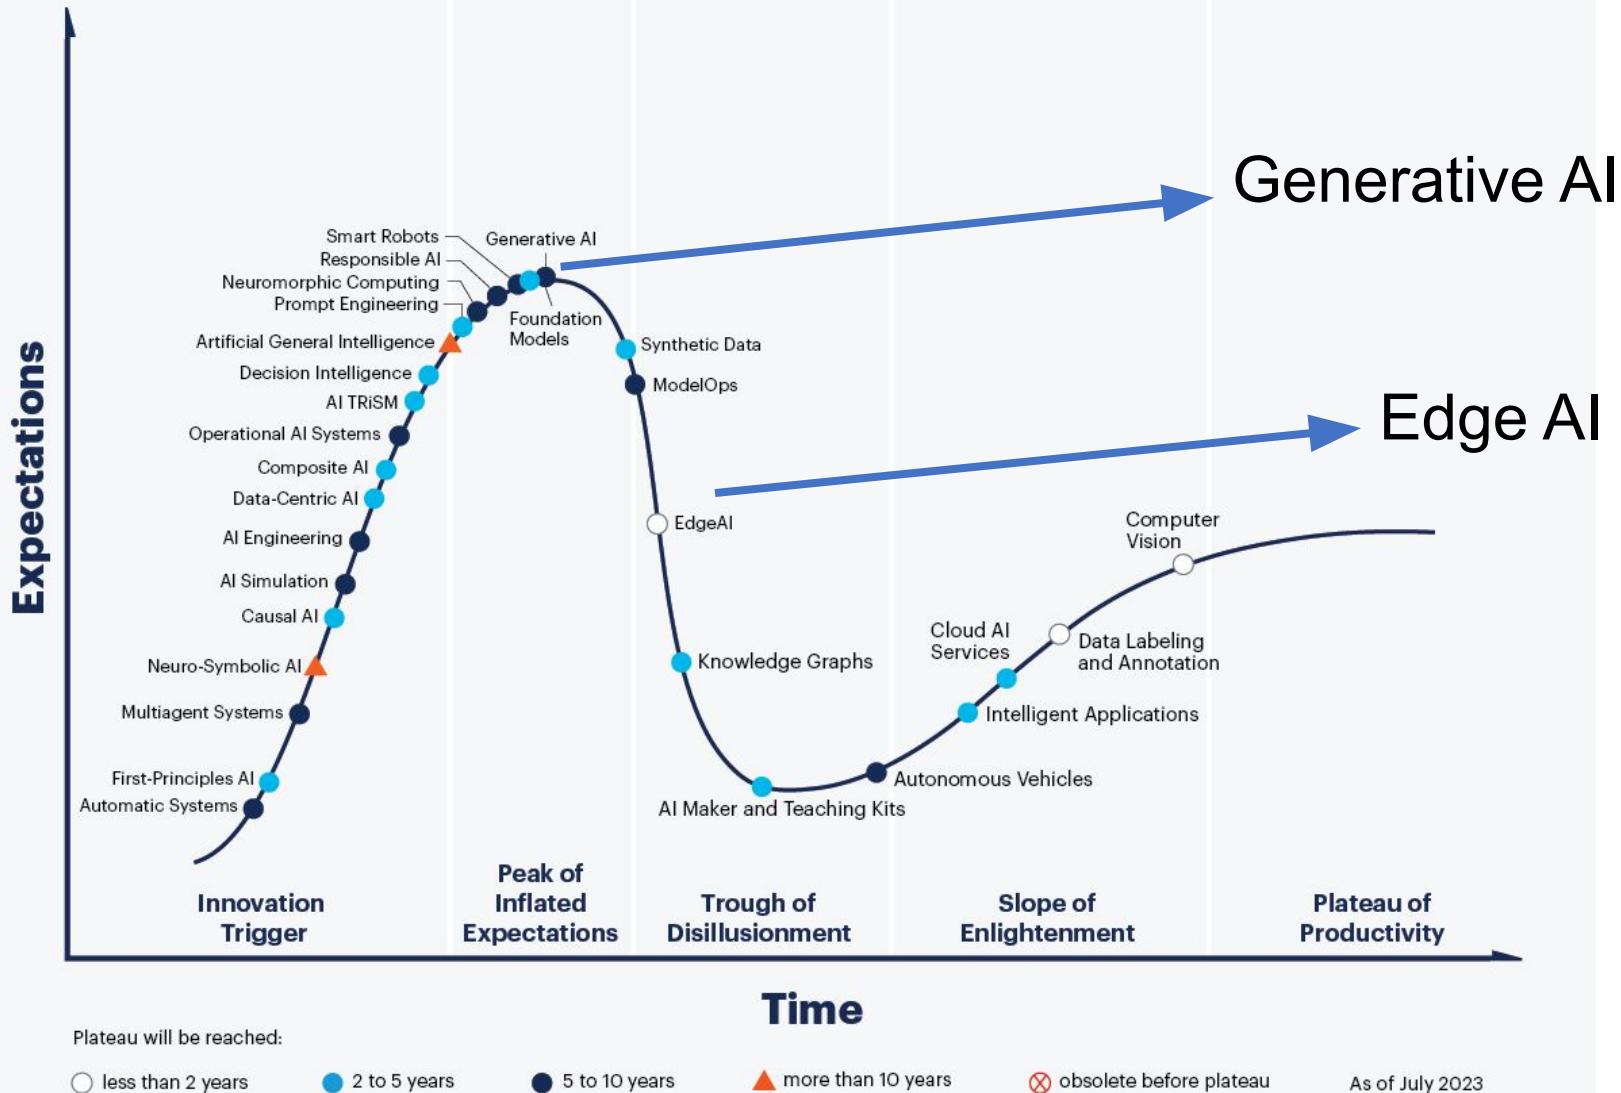 Generative AI
Smart Robots
Generative AI
Responsible AI
Neuromorphic Computing
Prompt Engineering
Foundation
Models
Artificial General Intelligence
Synthetic Data
Decision Intelligence
ModelOps
AI TRiSM
Edge AI
Operational AI Systems
Composite AI
Data-Centric AI
EdgeAI
AI Engineering
Computer
Vision
AI Simulation
Causal AI
Cloud AI
Services
Data Labeling
and Annotation
Neuro-Symbolic AI
Knowledge Graphs
Multiagent Systems
Intelligent Applications
First-Principles AI
Autonomous Vehicles
Automatic Systems
AI Maker and Teaching Kits
Expectations
Innovation
Trigger
Peak of
Inflated
Expectations
Trough of
Disillusionment
Slope of
Enlightenment
Plateau of
Productivity
Time
Plateau will be reached:
less than 2 years
2 to 5 years
5 to 10 years
more than 10 years
obsolete before plateau
As of July 2023